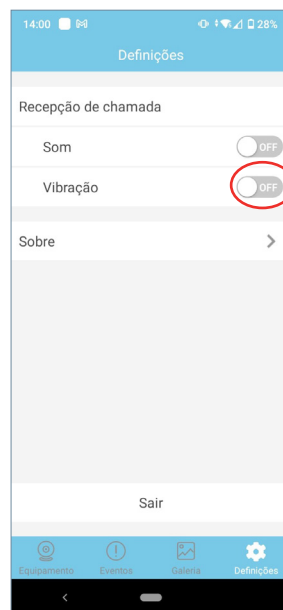 14:00 28%
Definições
Recepção de chamada
Som OFF
Vibração OFF
Sobre
Sair
Equipamento Eventos Galeria Definições